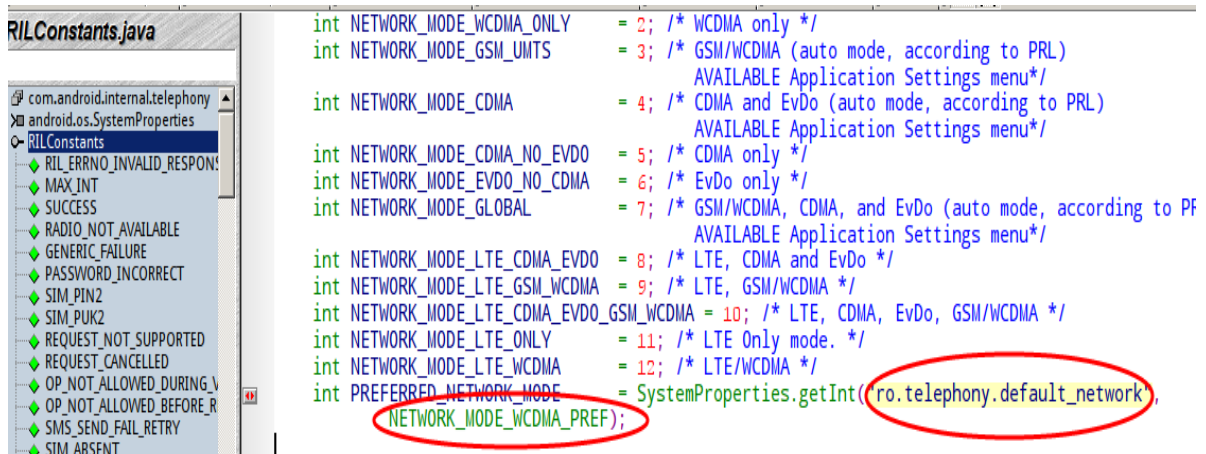 RILConstants.java
com.android.internal.telephony
android.os.SystemProperties
RILConstants
RIL_ERRNO_INVALID_RESPONS
MAX_INT
SUCCESS
RADIO_NOT_AVAILABLE
GENERIC_FAILURE
PASSWORD_INCORRECT
SIM_PIN2
SIM_PUK2
REQUEST_NOT_SUPPORTED
REQUEST_CANCELLED
OP_NOT_ALLOWED_DURING_V
OP_NOT_ALLOWED_BEFORE_R
SMS_SEND_FAIL_RETRY
SIM_ABSENT
int NETWORK_MODE_WCDMA_ONLY = 2; /* WCDMA only */
int NETWORK_MODE_GSM_UMTS = 3; /* GSM/WCDMA (auto mode, according to PRL)
AVAILABLE Application Settings menu*/
int NETWORK_MODE_CDMA = 4; /* CDMA and EvDo (auto mode, according to PRL)
AVAILABLE Application Settings menu*/
int NETWORK_MODE_CDMA_NO_EVDO = 5; /* CDMA only */
int NETWORK_MODE_EVDO_NO_CDMA = 6; /* EvDo only */
int NETWORK_MODE_GLOBAL = 7; /* GSM/WCDMA, CDMA, and EvDo (auto mode, according to PR
AVAILABLE Application Settings menu*/
int NETWORK_MODE_LTE_CDMA_EVDO = 8; /* LTE, CDMA and EvDo */
int NETWORK_MODE_LTE_GSM_WCDMA = 9; /* LTE, GSM/WCDMA */
int NETWORK_MODE_LTE_CDMA_EVDO_GSM_WCDMA = 10; /* LTE, CDMA, EvDo, GSM/WCDMA */
int NETWORK_MODE_LTE_ONLY = 11; /* LTE Only mode. */
int NETWORK_MODE_LTE_WCDMA = 12; /* LTE/WCDMA */
int PREFERRED_NETWORK_MODE = SystemProperties.getInt("ro.telephony.default_network",
NETWORK_MODE_WCDMA_PREF);